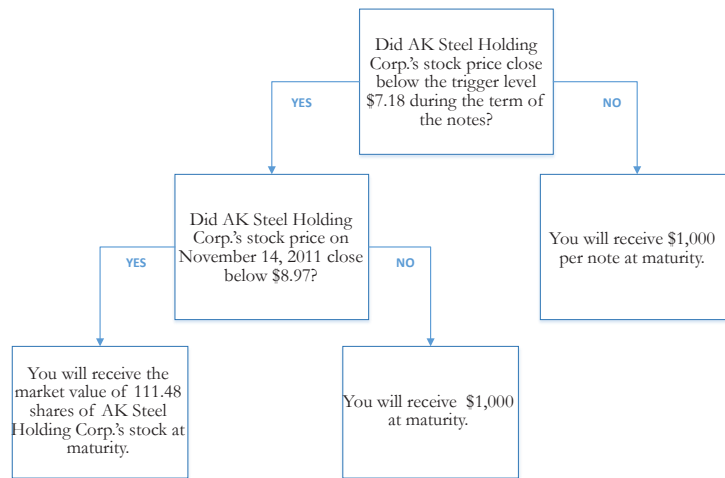 Did AK Steel Holding
Corp.'s stock price close
below the trigger level
$7.18 during the term of
the notes?
YES
NO
Did AK Steel Holding
Corp.'s stock price on
November 14, 2011 close
below $8.97?
You will receive $1,000
per note at maturity.
YES
NO
You will receive the
market value of 111.48
shares of AK Steel
Holding Corp.'s stock at
maturity.
You will receive $1,000
at maturity.